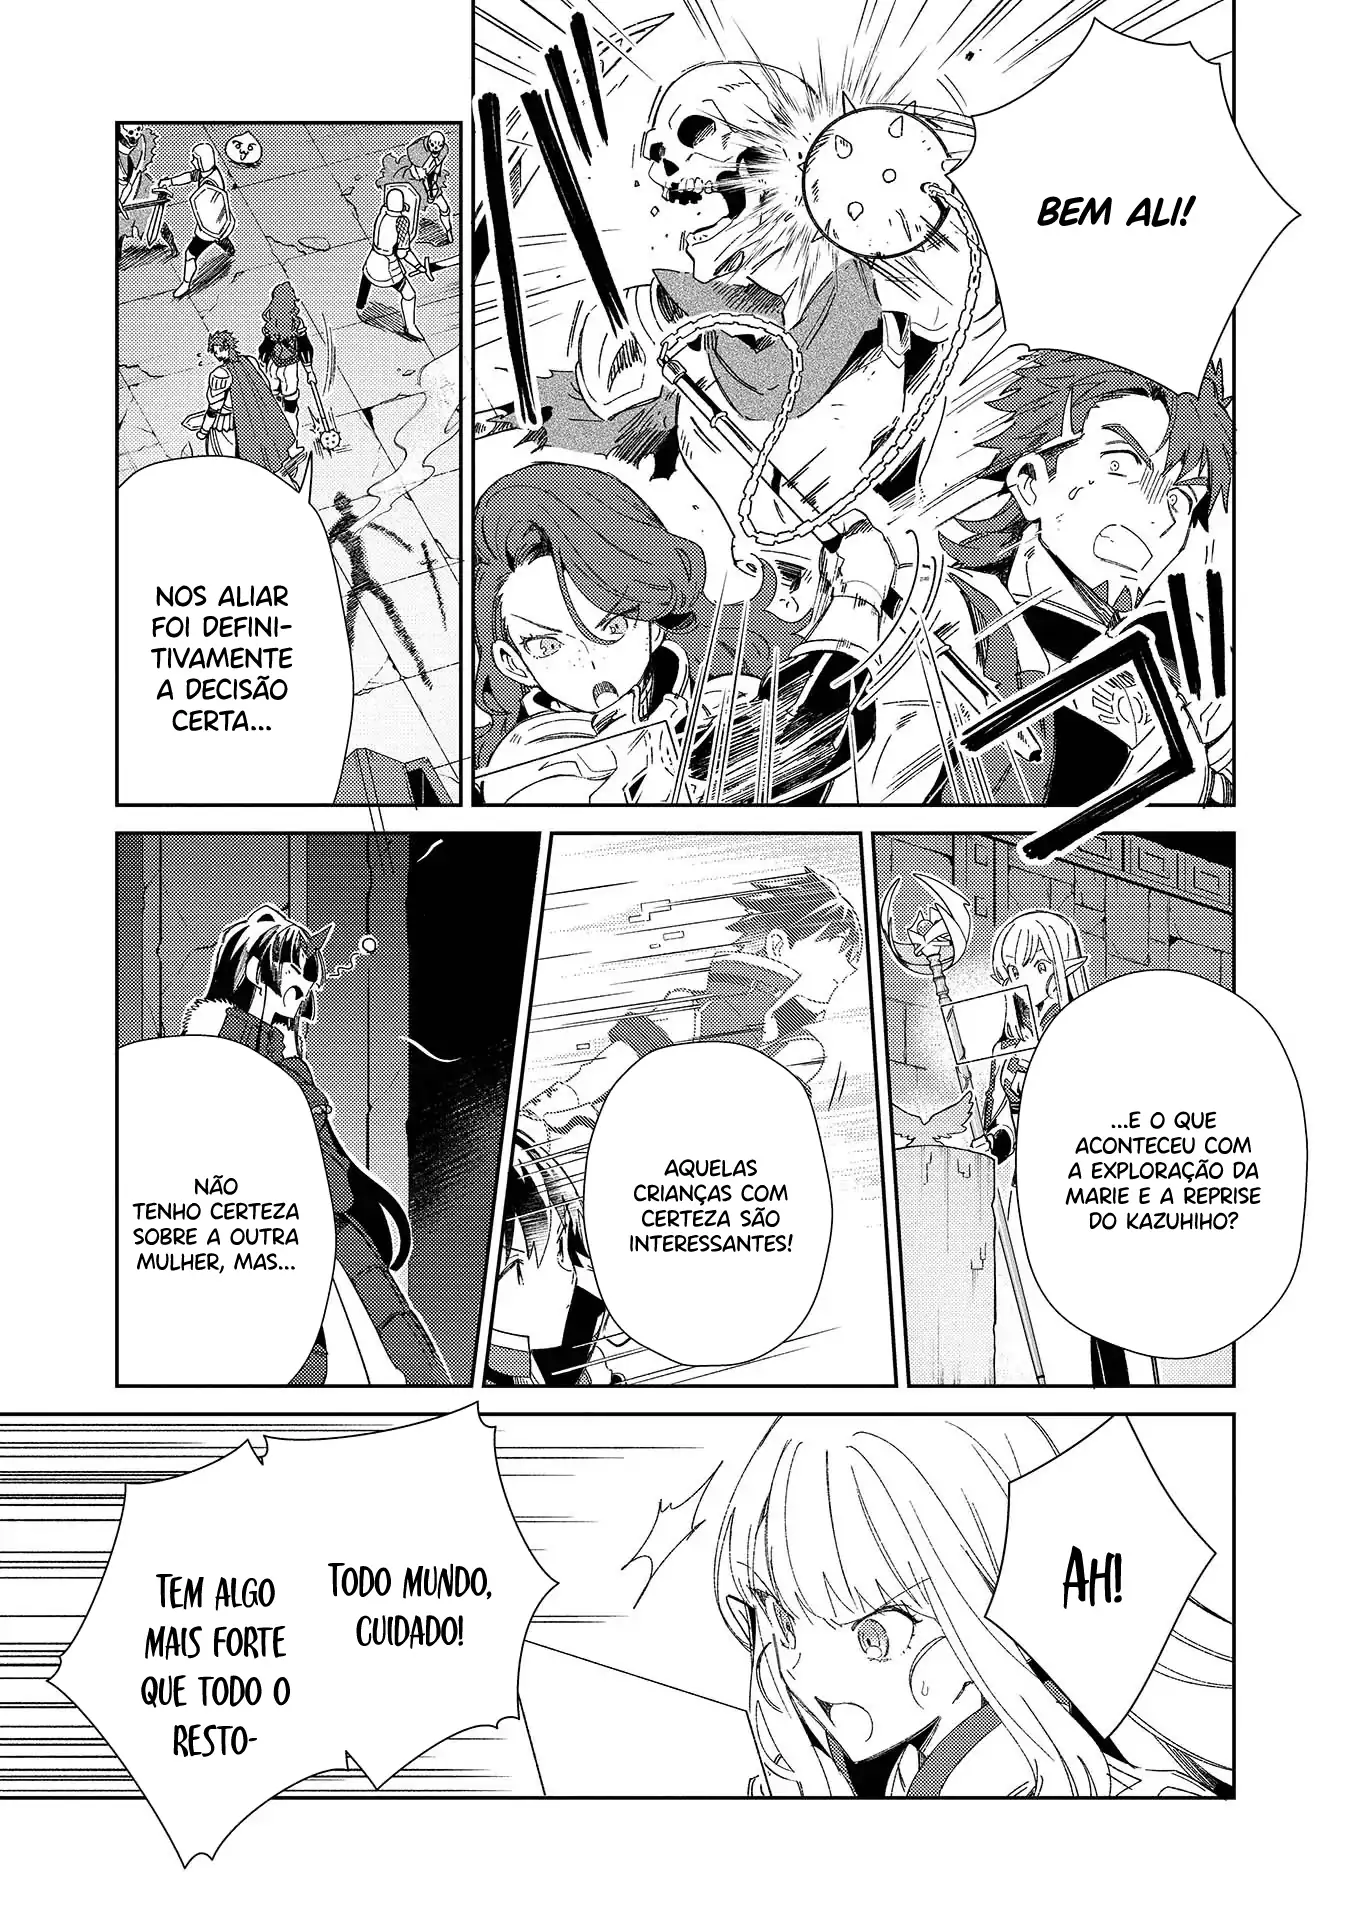 BEM ALI!
NOS ALIAR
FOI DEFINI-
TIVAMENTE
A DECISÃO
CERTA...
...E O QUE
ACONTECEU COM
A EXPLORAÇÃO DA
MARIE E A REPRISE
DO KAZUHIHO?
AQUELAS
CRIANÇAS COM
CERTEZA SÃO
INTERESSANTES!
NÃO
TENHO CERTEZA
SOBRE A OUTRA
MULHER, MAS...
AH!
TODO MUNDO,
CUIDADO!
TEM ALGO
MAIS FORTE
QUE TODO O
RESTO-